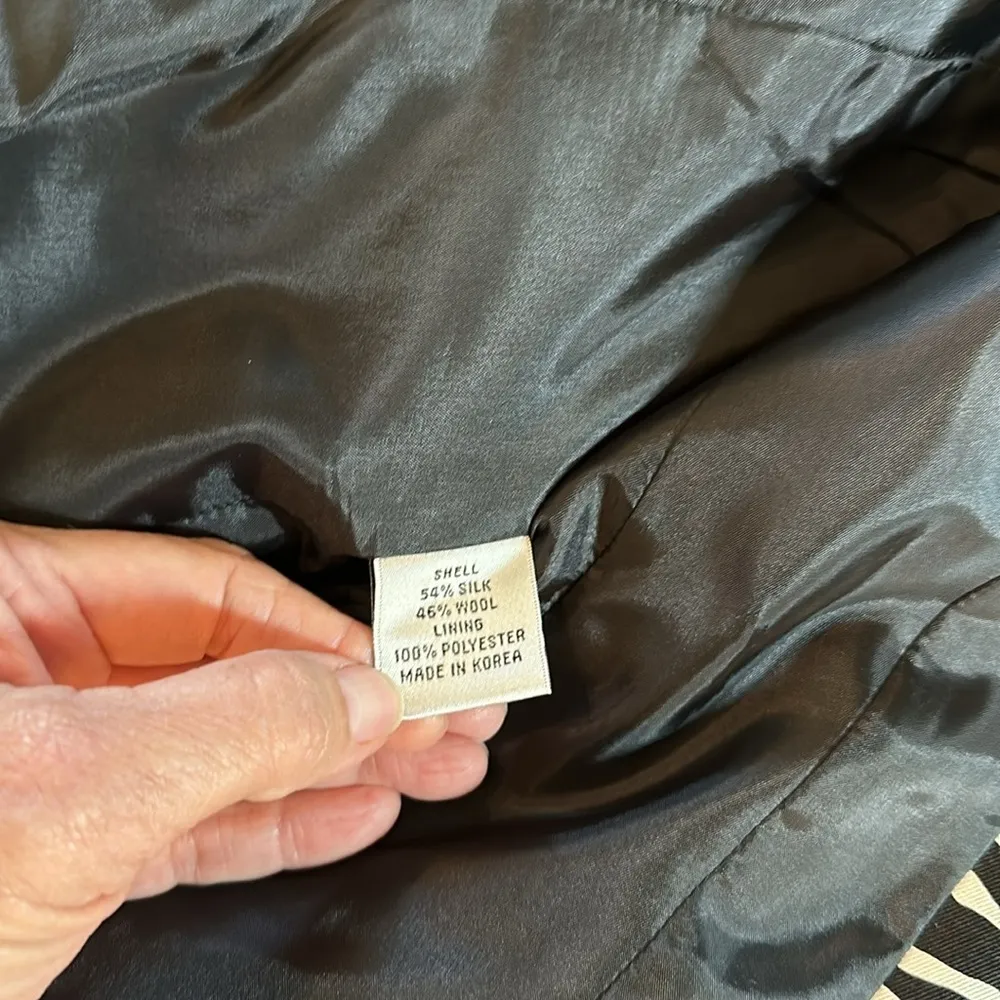 SHELL
54% SILK
46% WOOL
LINING
100% POLYESTER
MADE IN KOREA